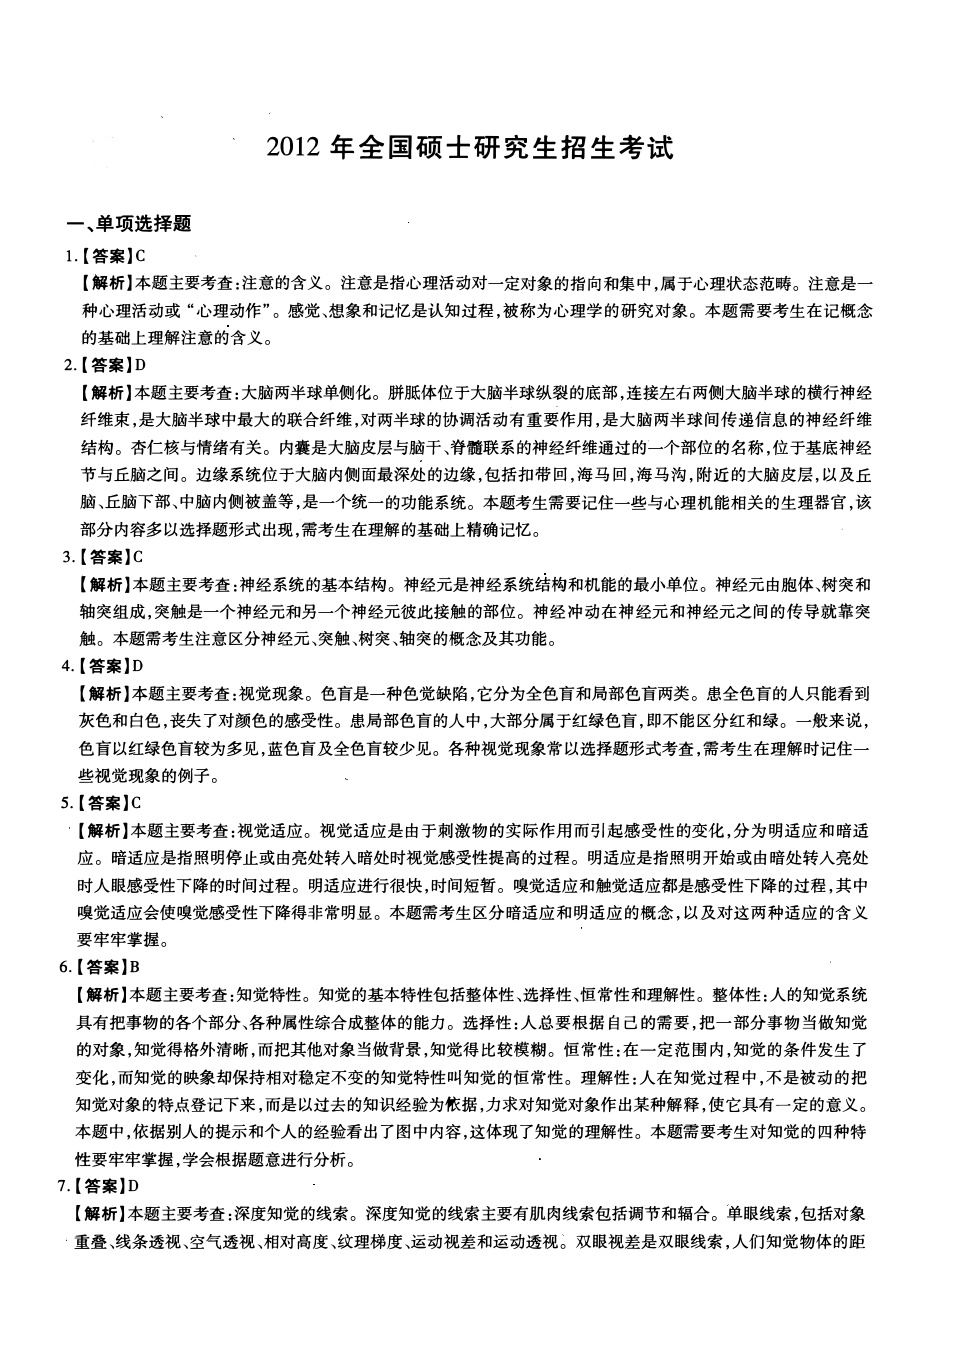 2012 年全国硕士研究生招生考试
一、单项选择题
1.【答案】C
【解析】本题主要考查:注意的含义。注意是指心理活动对一定对象的指向和集中,属于心理状态范畴。注意是一
种心理活动或“心理动作”。感觉、想象和记忆是认知过程,被称为心理学的研究对象。本题需要考生在记概念
的基础上理解注意的含义。
2.【答案】D
【解析】本题主要考查:大脑两半球单侧化。胼胝体位于大脑半球纵裂的底部,连接左右两侧大脑半球的横行神经
纤维束,是大脑半球中最大的联合纤维,对两半球的协调活动有重要作用,是大脑两半球间传递信息的神经纤维
结构。杏仁核与情绪有关。内囊是大脑皮层与脑干、脊髓联系的神经纤维通过的一个部位的名称,位于基底神经
节与丘脑之间。边缘系统位于大脑内侧面最深处的边缘,包括扣带回,海马回,海马沟,附近的大脑皮层,以及丘
脑、丘脑下部、中脑内侧被盖等,是一个统一的功能系统。本题考生需要记住一些与心理机能相关的生理器官,该
部分内容多以选择题形式出现,需考生在理解的基础上精确记忆。
3.【答案】C
【解析】本题主要考查:神经系统的基本结构。神经元是神经系统结构和机能的最小单位。神经元由胞体、树突和
轴突组成,突触是一个神经元和另一个神经元彼此接触的部位。神经冲动在神经元和神经元之间的传导就靠突
触。本题需考生注意区分神经元、突触、树突、轴突的概念及其功能。
4.【答案】D
【解析】本题主要考查:视觉现象。色盲是一种色觉缺陷,它分为全色盲和局部色盲两类。患全色盲的人只能看到
灰色和白色,丧失了对颜色的感受性。患局部色盲的人中,大部分属于红绿色盲,即不能区分红和绿。一般来说,
色盲以红绿色盲较为多见,蓝色盲及全色盲较少见。各种视觉现象常以选择题形式考查,需考生在理解时记住一
些视觉现象的例子。
5.【答案】C
【解析】本题主要考查:视觉适应。视觉适应是由于刺激物的实际作用而引起感受性的变化,分为明适应和暗适
应。暗适应是指照明停止或由亮处转入暗处时视觉感受性提高的过程。明适应是指照明开始或由暗处转入亮处
时人眼感受性下降的时间过程。明适应进行很快,时间短暂。嗅觉适应和触觉适应都是感受性下降的过程,其中
嗅觉适应会使嗅觉感受性下降得非常明显。本题需考生区分暗适应和明适应的概念,以及对这两种适应的含义
要牢牢掌握。
6.【答案】B
【解析】本题主要考查:知觉特性。知觉的基本特性包括整体性、选择性、恒常性和理解性。整体性:人的知觉系统
具有把事物的各个部分、各种属性综合成整体的能力。选择性:人总要根据自己的需要,把一部分事物当做知觉
的对象,知觉得格外清晰,而把其他对象当做背景,知觉得比较模糊。恒常性:在一定范围内,知觉的条件发生了
变化,而知觉的映象却保持相对稳定不变的知觉特性叫知觉的恒常性。理解性:人在知觉过程中,不是被动的把
知觉对象的特点登记下来,而是以过去的知识经验为依据,力求对知觉对象作出某种解释,使它具有一定的意义。
本题中,依据别人的提示和个人的经验看出了图中内容,这体现了知觉的理解性。本题需要考生对知觉的四种特
性要牢牢掌握,学会根据题意进行分析。
7.【答案】D
【解析】本题主要考查:深度知觉的线索。深度知觉的线索主要有肌肉线索包括调节和辐合。单眼线索,包括对象
重叠、线条透视、空气透视、相对高度、纹理梯度、运动视差和运动透视。双眼视差是双眼线索,人们知觉物体的距